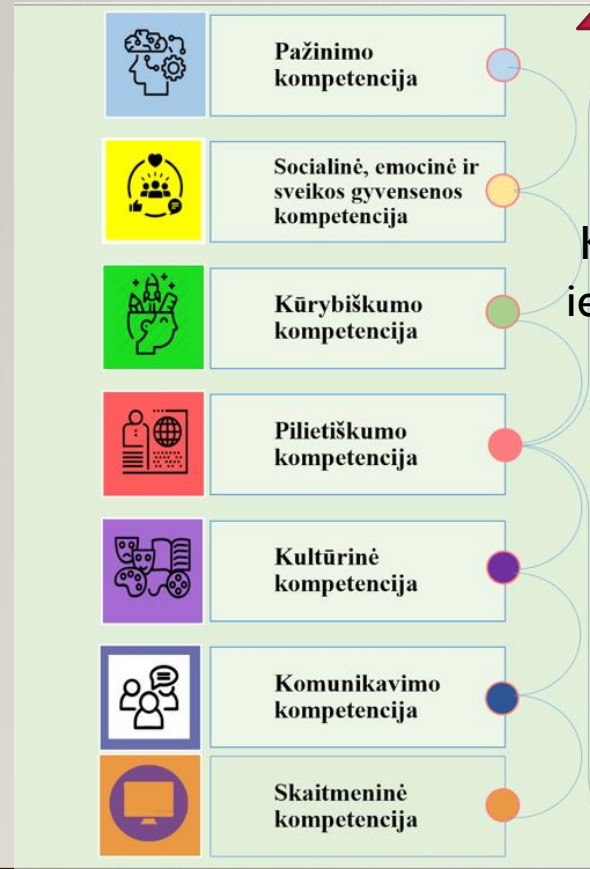 Pažinimo
kompetencija
Socialinė, emocinė ir
sveikos gyvensenos
kompetencija
Kūrybiškumo
kompetencija
Pilietiškumo
kompetencija
Kultūrinė
kompetencija
Komunikavimo
kompetencija
Skaitmeninė
kompetencija